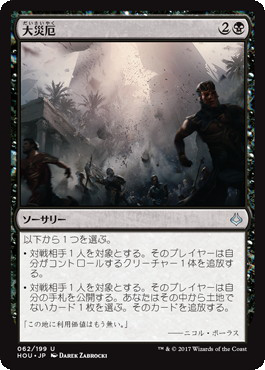 だいさいやく
大災厄
2
ソーサリー
以下から1つを選ぶ。
・対戦相手1人を対象とする。そのプレイヤーは自
分がコントロールするクリーチャー1体を追放す
る。
・対戦相手1人を対象とする。そのプレイヤーは自
分の手札を公開する。あなたはその中から土地で
ないカード1枚を選ぶ。そのカードを追放する。
「この地に利用価値はもう無い。」
――ニコル・ボーラス
062/199 U
HOU・JP DAREK ZABROCKI
™ & © 2017 Wizards of the Coast